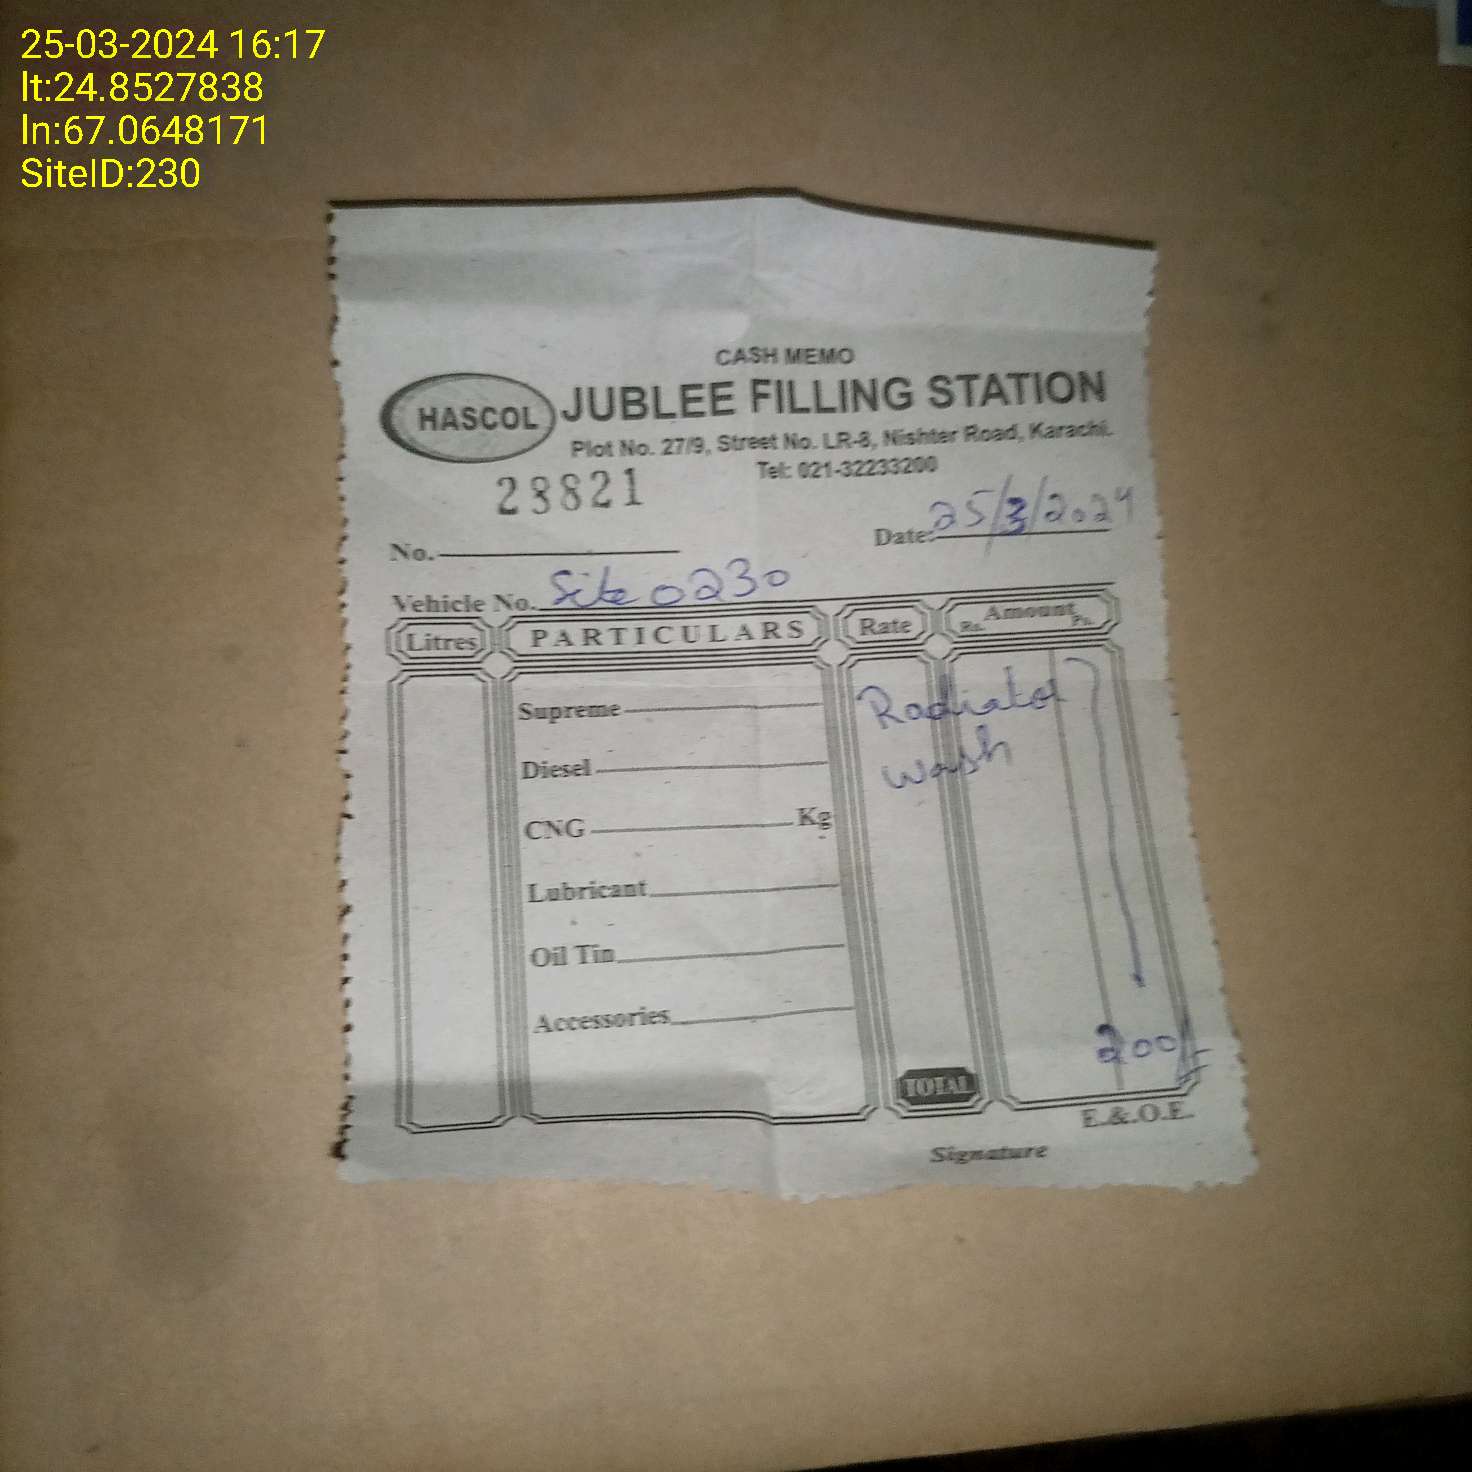 25-03-2024 16:17
lt:24.8527838
ln:67.0648171
SiteID:230
CASH MEMO
HASCOL JUBLEE FILLING STATION
Plot No. 27/9, Street No. LR-8, Nishter Road, Karachi.
Tel: 021-32233200
23821
No.
Date: 25/3/2024
Vehicle No. Site 0230
Litres PARTICULARS Rate Amount
Rs. Ps.
Supreme Radiator
Diesel wash
CNG Kg
Lubricant
Oil Tin
Accessories
200/-
TOTAL
E.&.O.E.
Signature